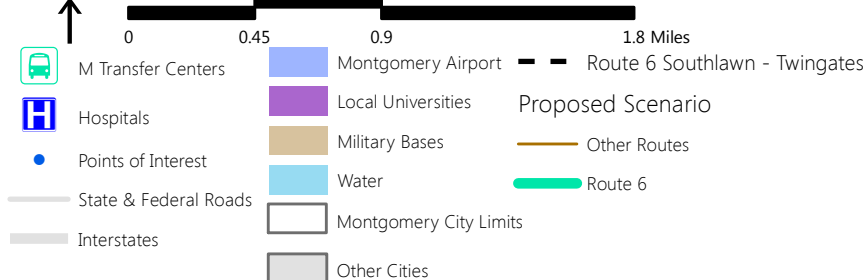 0 0.45 0.9 1.8 Miles
M Transfer Centers
H Hospitals
Points of Interest
State & Federal Roads
Interstates
Montgomery Airport
Local Universities
Military Bases
Water
Montgomery City Limits
Other Cities
Route 6 Southlawn - Twingates
Proposed Scenario
Other Routes
Route 6